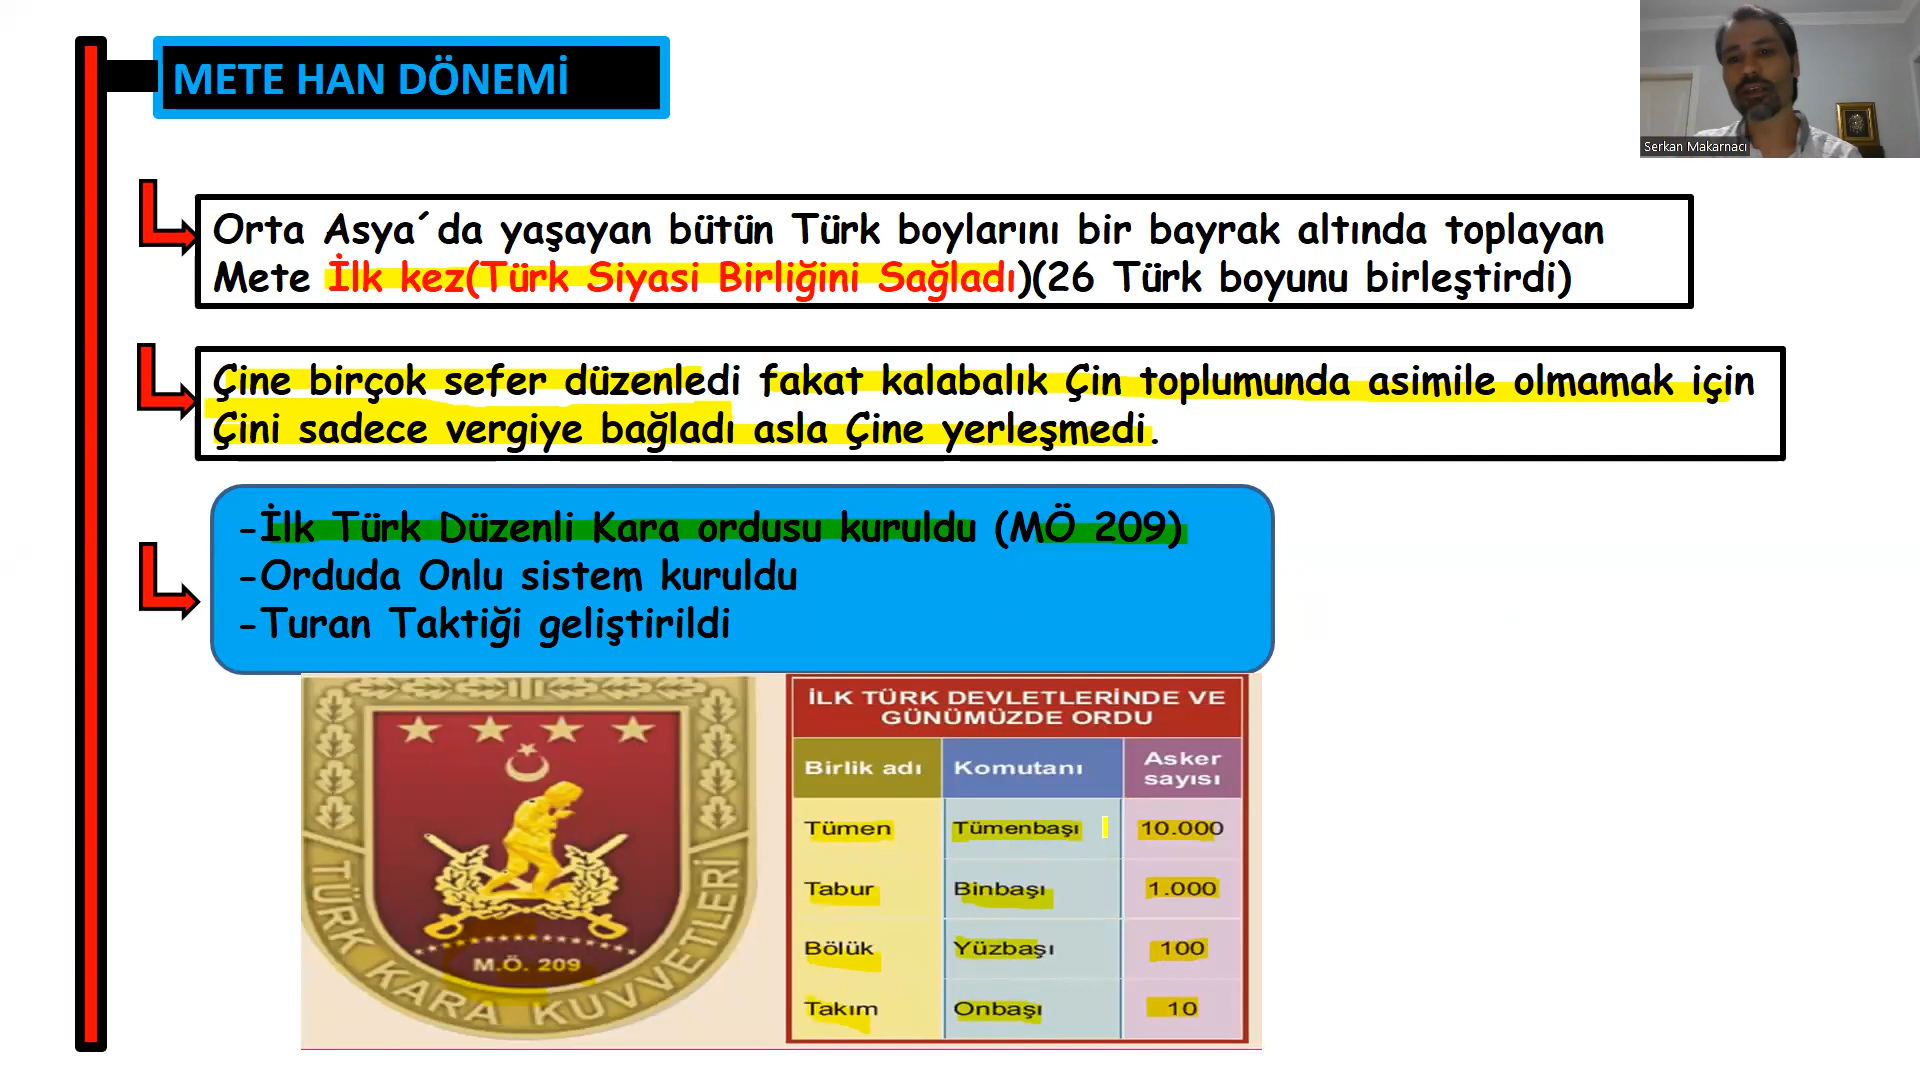 METE HAN DÖNEMİ
Serkan Makarnacı
Orta Asya´da yaşayan bütün Türk boylarını bir bayrak altında toplayan
Mete İlk kez(Türk Siyasi Birliğini Sağladı)(26 Türk boyunu birleştirdi)
Çine birçok sefer düzenledi fakat kalabalık Çin toplumunda asimile olmamak için
Çini sadece vergiye bağladı asla Çine yerleşmedi.
-İlk Türk Düzenli Kara ordusu kuruldu (MÖ 209)
-Orduda Onlu sistem kuruldu
-Turan Taktiği geliştirildi
M.Ö. 209
TÜRK KARA KUVVETLERİ
İLK TÜRK DEVLETLERİNDE VE
GÜNÜMÜZDE ORDU
Birlik adı Komutanı Asker sayısı
Tümen Tümenbaşı 10.000
Tabur Binbaşı 1.000
Bölük Yüzbaşı 100
Takım Onbaşı 10